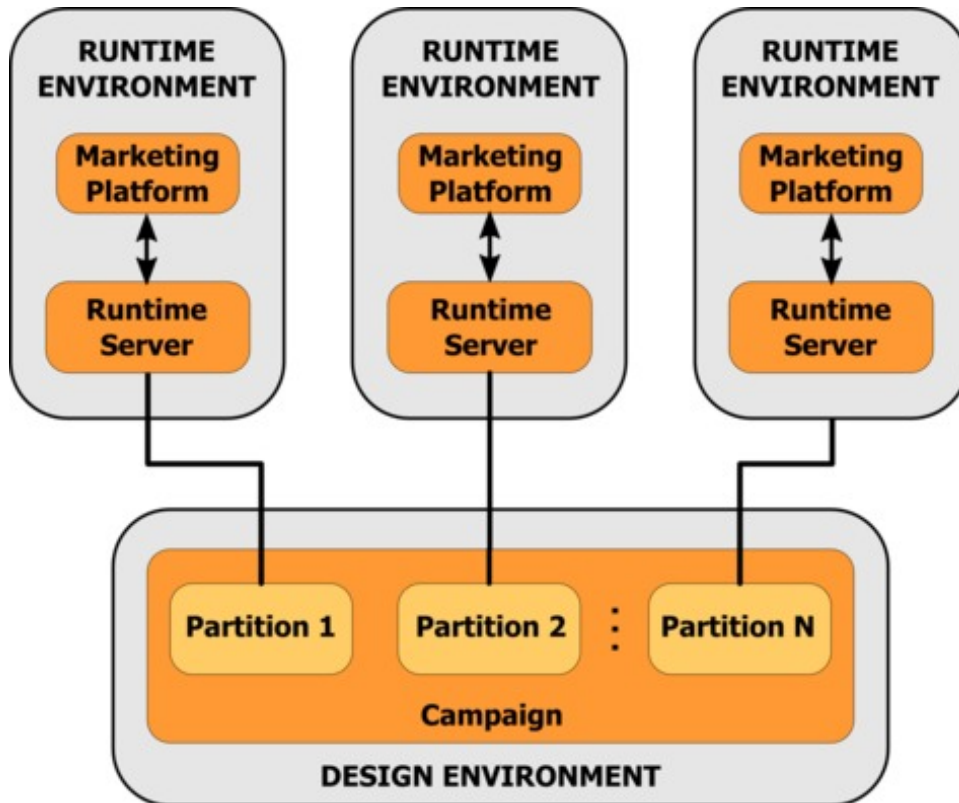 RUNTIME
ENVIRONMENT
Marketing
Platform
Runtime
Server
RUNTIME
ENVIRONMENT
Marketing
Platform
Runtime
Server
RUNTIME
ENVIRONMENT
Marketing
Platform
Runtime
Server
Partition 1
Partition 2
Partition N
Campaign
DESIGN ENVIRONMENT